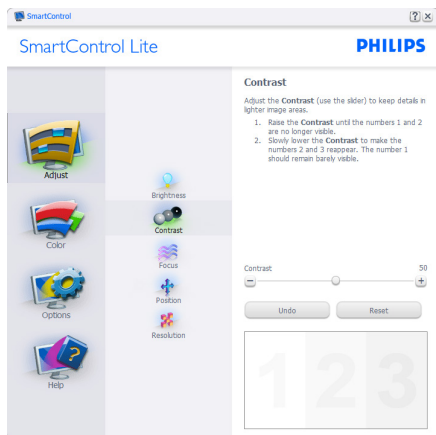 SmartControl
? x
SmartControl Lite
PHILIPS
Adjust
Color
Options
Help
Brightness
Contrast
Focus
Position
Resolution
Contrast
Adjust the Contrast (use the slider) to keep details in
lighter image areas.
1. Raise the Contrast until the numbers 1 and 2
are no longer visible.
2. Slowly lower the Contrast to make the
numbers 2 and 3 reappear. The number 1
should remain barely visible.
Contrast 50
Undo Reset
1 2 3